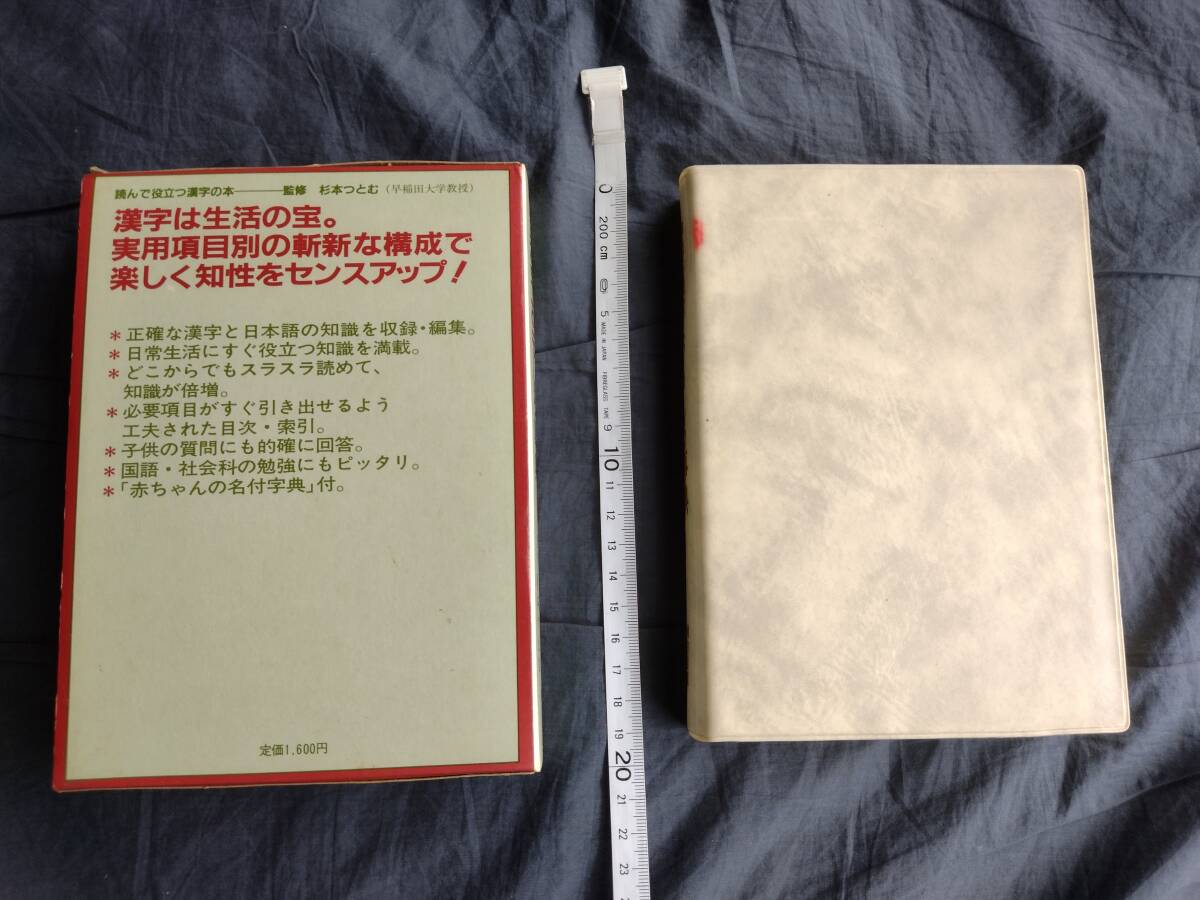 読んで役立つ漢字の本――監修 杉本つとむ（早稲田大学教授）
漢字は生活の宝。
実用項目別の斬新な構成で
楽しく知性をセンスアップ！
＊正確な漢字と日本語の知識を収録・編集。
＊日常生活にすぐ役立つ知識を満載。
＊どこからでもスラスラ読めて、
知識が倍増。
＊必要項目がすぐ引き出せるよう
工夫された目次・索引。
＊子供の質問にも的確に回答。
＊国語・社会科の勉強にもピッタリ。
＊「赤ちゃんの名付字典」付。
定価1,600円
0
200 cm
5
MADE IN JAPAN
FIBREGLASS TAPE
9
10
11
12
13
14
15
16
17
18
19
20
21
22
23